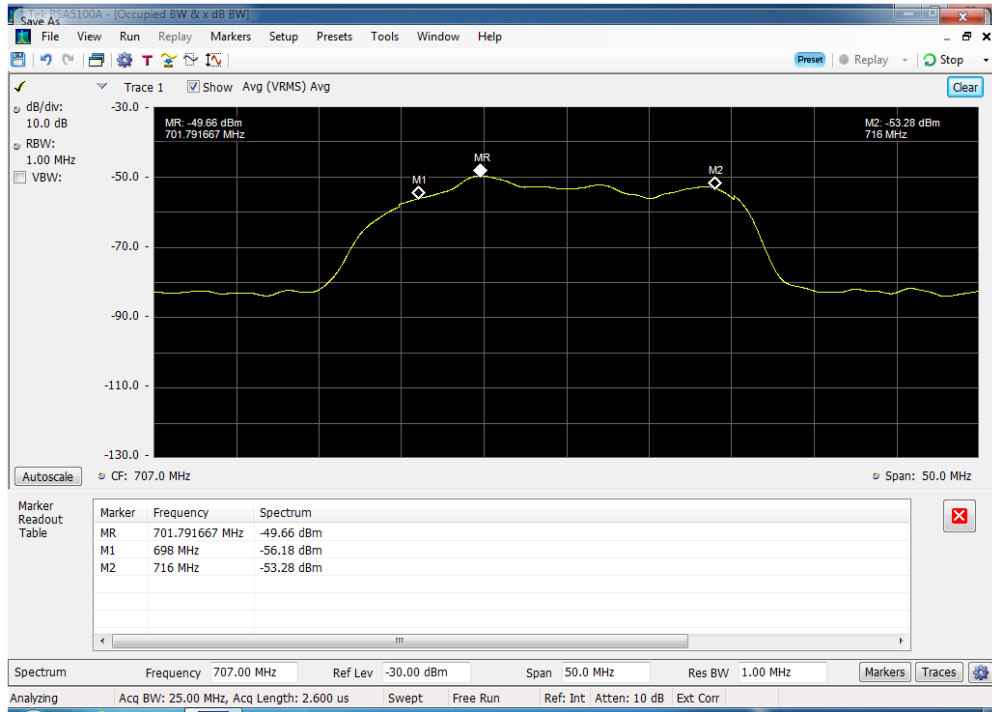 Tek RSA5100A - [Occupied BW & x dB BW]
Save As
File View Run Replay Markers Setup Presets Tools Window Help
Preset Replay Stop
Trace 1 Show Avg (VRMS) Avg Clear
dB/div:
10.0 dB
RBW:
1.00 MHz
VBW:
-30.0
-50.0
-70.0
-90.0
-110.0
-130.0
MR: -49.66 dBm
701.791667 MHz
M2: -53.28 dBm
716 MHz
M1
MR
M2
Autoscale CF: 707.0 MHz Span: 50.0 MHz
Marker
Readout
Table
Marker Frequency Spectrum
MR 701.791667 MHz -49.66 dBm
M1 698 MHz -56.18 dBm
M2 716 MHz -53.28 dBm
Spectrum Frequency 707.00 MHz Ref Lev -30.00 dBm Span 50.0 MHz Res BW 1.00 MHz Markers Traces
Analyzing Acq BW: 25.00 MHz, Acq Length: 2.600 us Swept Free Run Ref: Int Atten: 10 dB Ext Corr